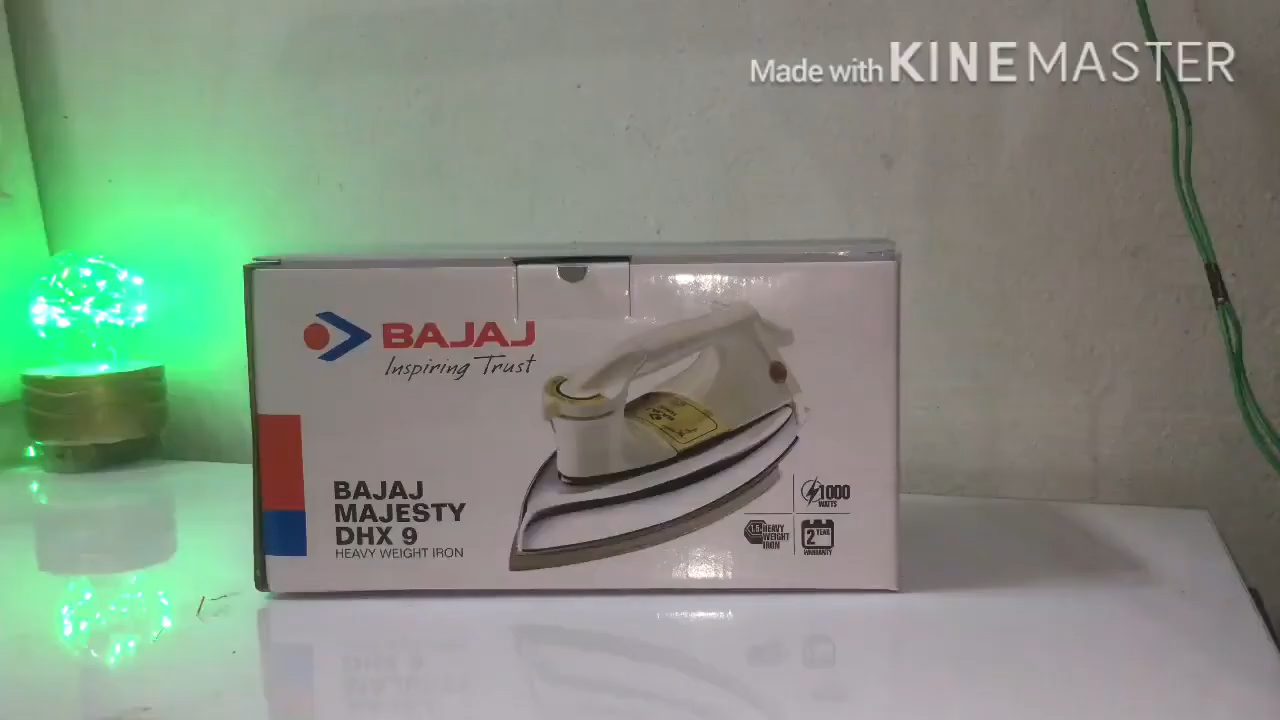 Made with KINEMASTER
BAJAJ
Inspiring Trust
BAJAJ
MAJESTY
DHX 9
HEAVY WEIGHT IRON
1000
WATTS
HEAVY
WEIGHT
IRON
2 YEAR
WARRANTY